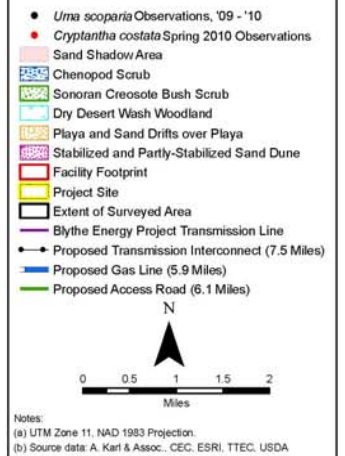 Uma scoparia Observations, '09 - '10
Cryptantha costata Spring 2010 Observations
Sand Shadow Area
Chenopod Scrub
Sonoran Creosote Bush Scrub
Dry Desert Wash Woodland
Playa and Sand Drifts over Playa
Stabilized and Partly-Stabilized Sand Dune
Facility Footprint
Project Site
Extent of Surveyed Area
Blythe Energy Project Transmission Line
Proposed Transmission Interconnect (7.5 Miles)
Proposed Gas Line (5.9 Miles)
Proposed Access Road (6.1 Miles)
N
0 0.5 1 1.5 2
Miles
Notes:
(a) UTM Zone 11, NAD 1983 Projection.
(b) Source data: A. Karl & Assoc., CEC, ESRI, TTEC, USDA